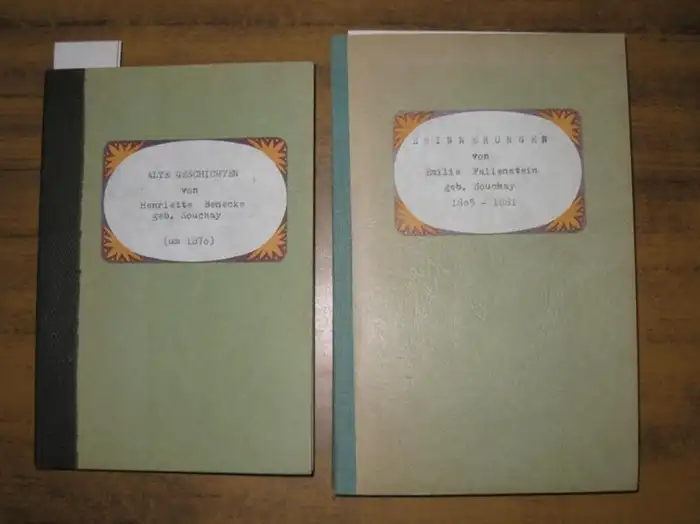 ALTE GESCHICHTEN
von
Henriette Benecke
geb. Souchay
(um 1870)
ERINNERUNGEN
von
Emilie Fallenstein
geb. Souchay
1805 - 1881